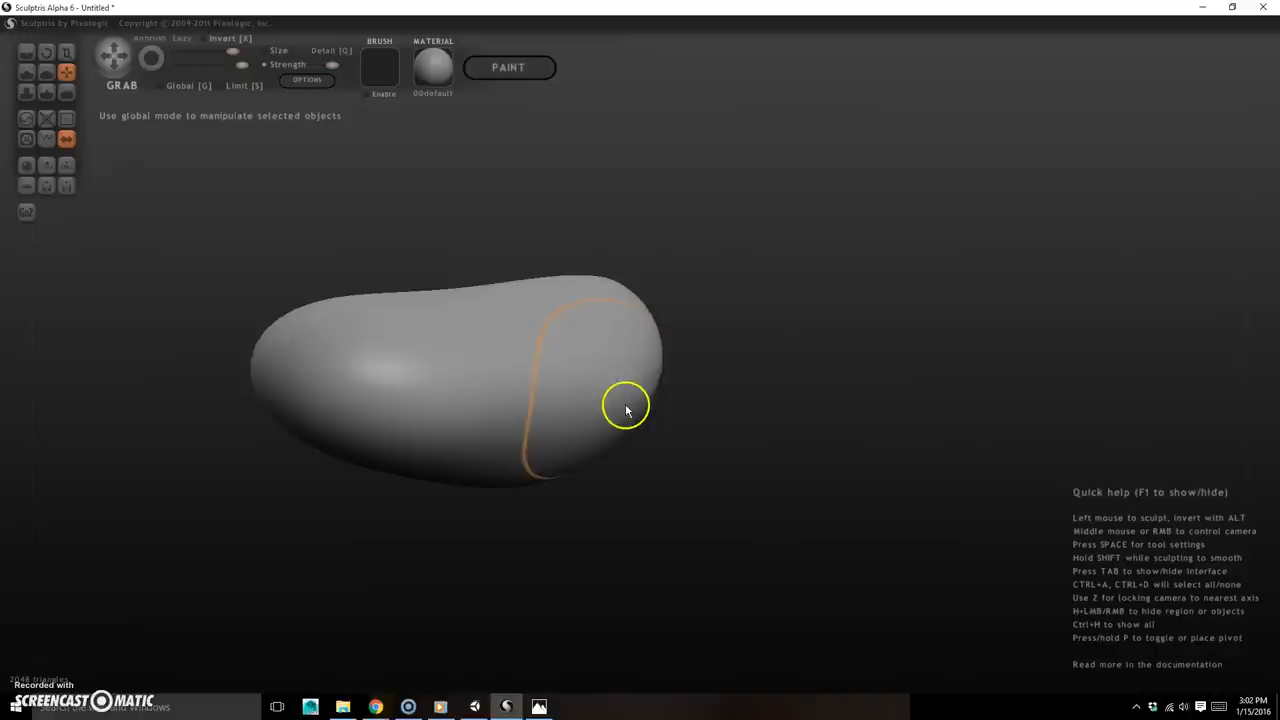 Sculptris Alpha 6 - Untitled *
Sculptris by Pixologic Copyright © 2009-2011 Pixologic, Inc.
Airbrush Lazy Invert [X]
Size Detail [Q]
Strength
OPTIONS
GRAB Global [G] Limit [S]
BRUSH
Enable
MATERIAL
00default
PAINT
Use global mode to manipulate selected objects
GoZ
Quick help (F1 to show/hide)
Left mouse to sculpt, invert with ALT
Middle mouse or RMB to control camera
Press SPACE for tool settings
Hold SHIFT while sculpting to smooth
Press TAB to show/hide interface
CTRL+A, CTRL+D will select all/none
Use Z for locking camera to nearest axis
H+LMB/RMB to hide region or objects
Ctrl+H to show all
Press/hold P to toggle or place pivot
Read more in the documentation
2048 triangles
Recorded with
SCREENCAST MATIC
Windows
3:02 PM
1/15/2016